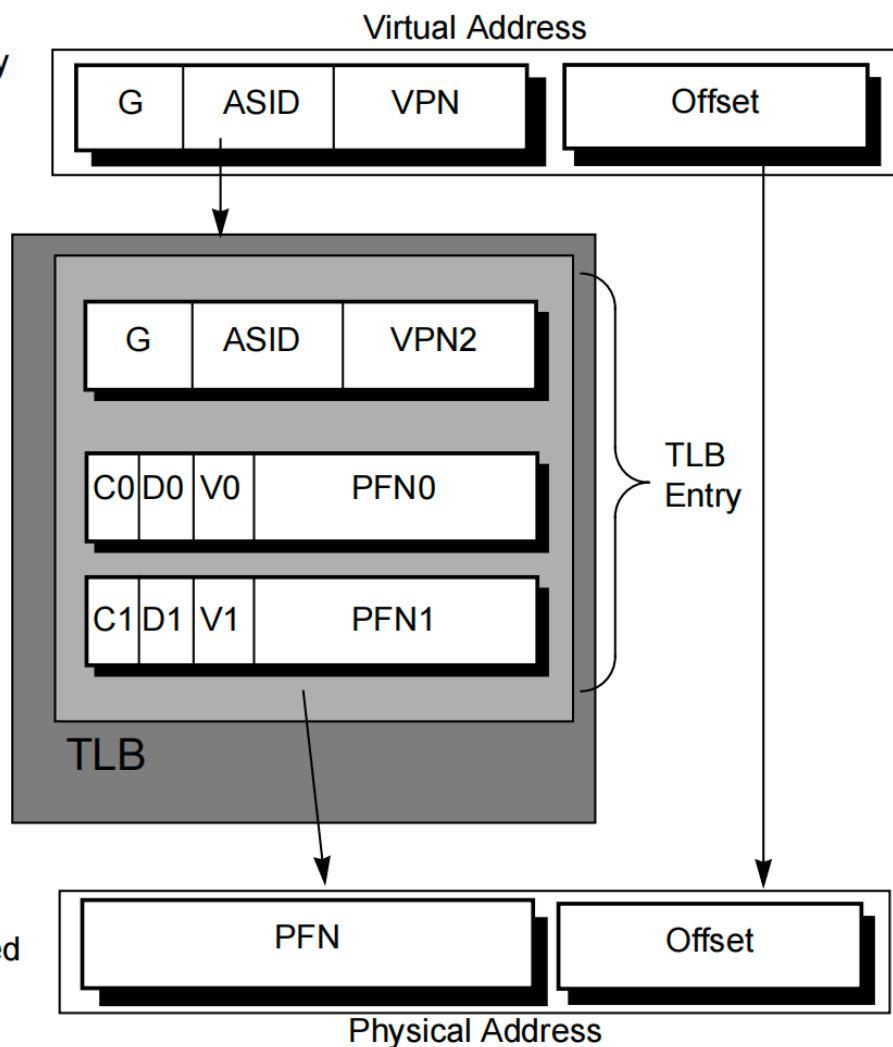 Virtual Address
y
G ASID VPN Offset
G ASID VPN2
C0 D0 V0 PFN0
TLB
Entry
C1 D1 V1 PFN1
TLB
PFN Offset
ed
Physical Address